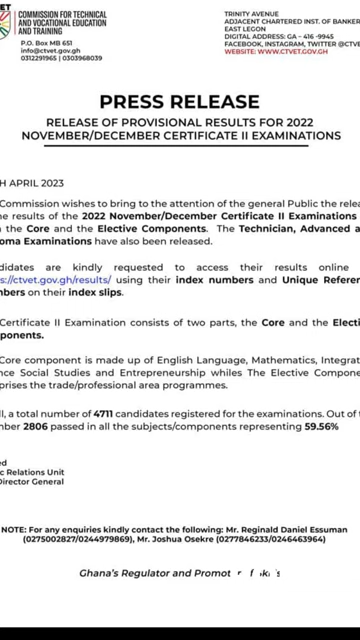 VET
COMMISSION FOR TECHNICAL
AND VOCATIONAL EDUCATION
AND TRAINING
P.O. Box MB 651
info@ctvet.gov.gh
0312291965 | 0303968039
TRINITY AVENUE
ADJACENT CHARTERED INST. OF BANKER
EAST LEGON
DIGITAL ADDRESS: GA - 416 -9945
FACEBOOK, INSTAGRAM, TWITTER @CTVE
WEBSITE: WWW.CTVET.GOV.GH
PRESS RELEASE
RELEASE OF PROVISIONAL RESULTS FOR 2022
NOVEMBER/DECEMBER CERTIFICATE II EXAMINATIONS
H APRIL 2023
Commission wishes to bring to the attention of the general Public the relea
he results of the 2022 November/December Certificate II Examinations
h the Core and the Elective Components. The Technician, Advanced a
oma Examinations have also been released.
didates are kindly requested to access their results online
s://ctvet.gov.gh/results/ using their index numbers and Unique Referen
mbers on their index slips.
Certificate II Examination consists of two parts, the Core and the Electi
ponents.
Core component is made up of English Language, Mathematics, Integrat
nce Social Studies and Entrepreneurship whiles The Elective Compone
prises the trade/professional area programmes.
ll, a total number of 4711 candidates registered for the examinations. Out of t
mber 2806 passed in all the subjects/components representing 59.56%
ed
ic Relations Unit
Director General
NOTE: For any enquiries kindly contact the following: Mr. Reginald Daniel Essuman
(0275002827/0244979869), Mr. Joshua Osekre (0277846233/0246463964)
Ghana's Regulator and Promot